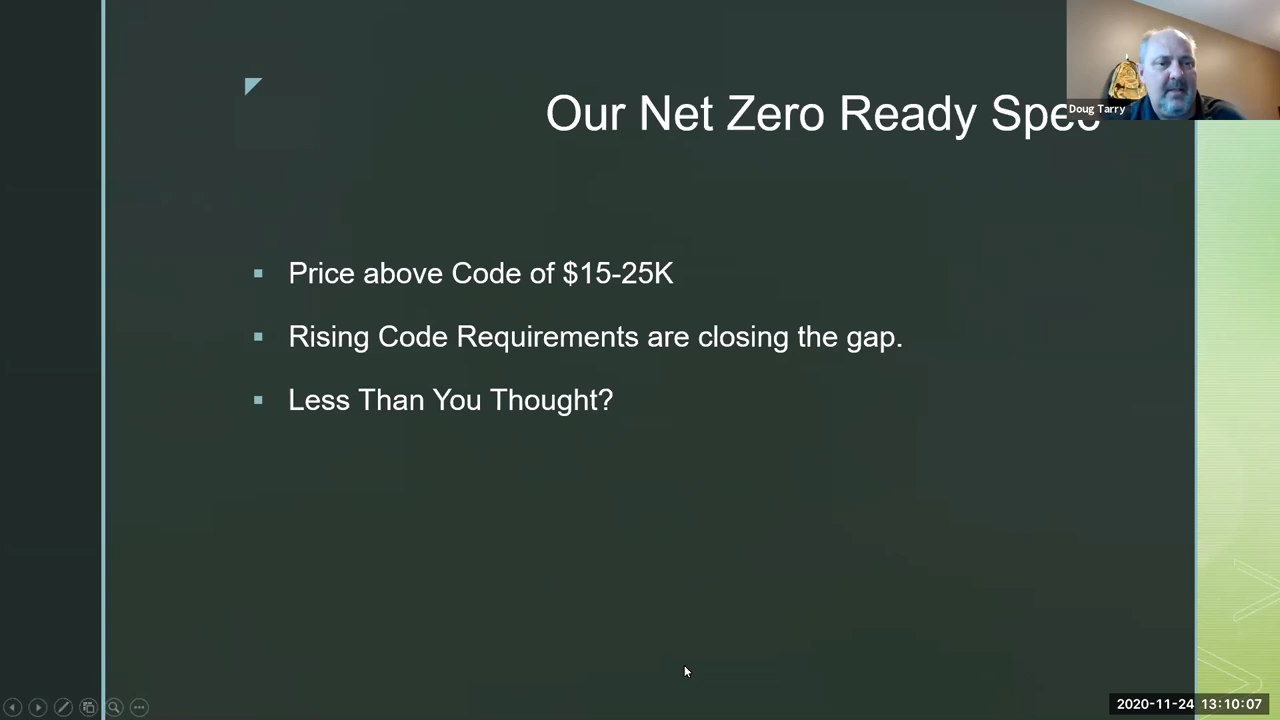 Our Net Zero Ready Spec
Doug Tarry
Price above Code of $15-25K
Rising Code Requirements are closing the gap.
Less Than You Thought?
2020-11-24 13:10:07